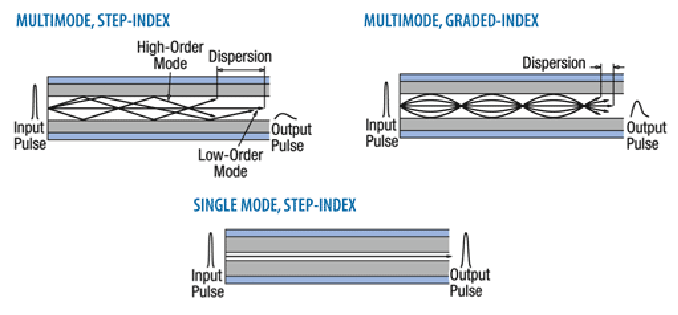 MULTIMODE, STEP-INDEX
High-Order
Mode
Dispersion
Input
Pulse
Low-Order
Mode
Output
Pulse
MULTIMODE, GRADED-INDEX
Dispersion
Input
Pulse
Output
Pulse
SINGLE MODE, STEP-INDEX
Input
Pulse
Output
Pulse